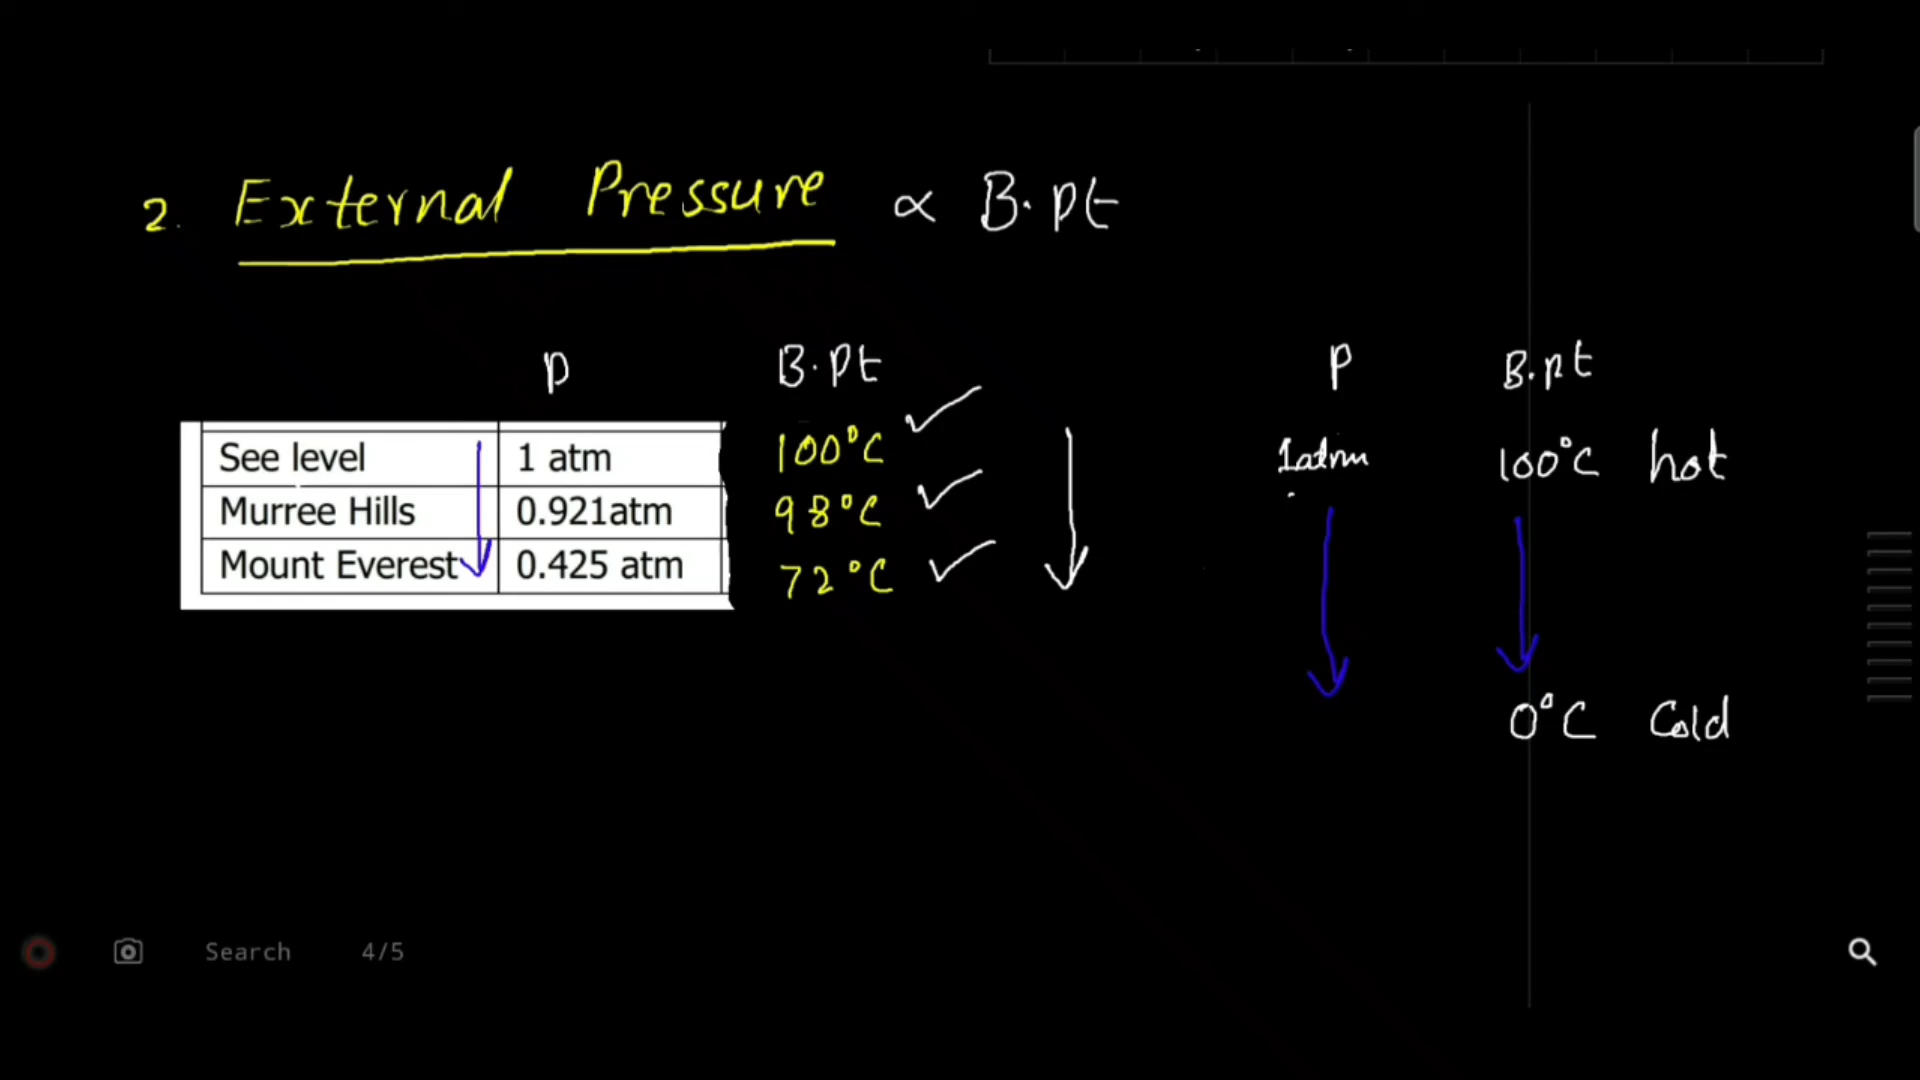 2. External Pressure ∝ B.pt
P B.Pt P B.pt
See level 1 atm 100°C 1atm 100°C hot
Murree Hills 0.921atm 98°C
Mount Everest 0.425 atm 72°C
0°C Cold
Search 4/5